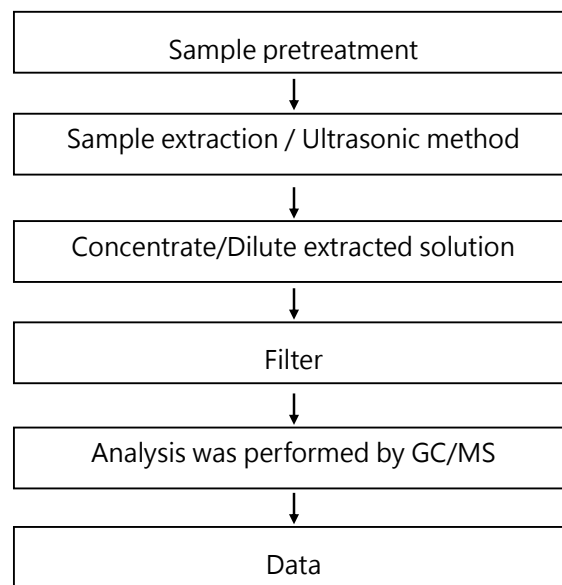 Sample pretreatment
Sample extraction / Ultrasonic method
Concentrate/Dilute extracted solution
Filter
Analysis was performed by GC/MS
Data